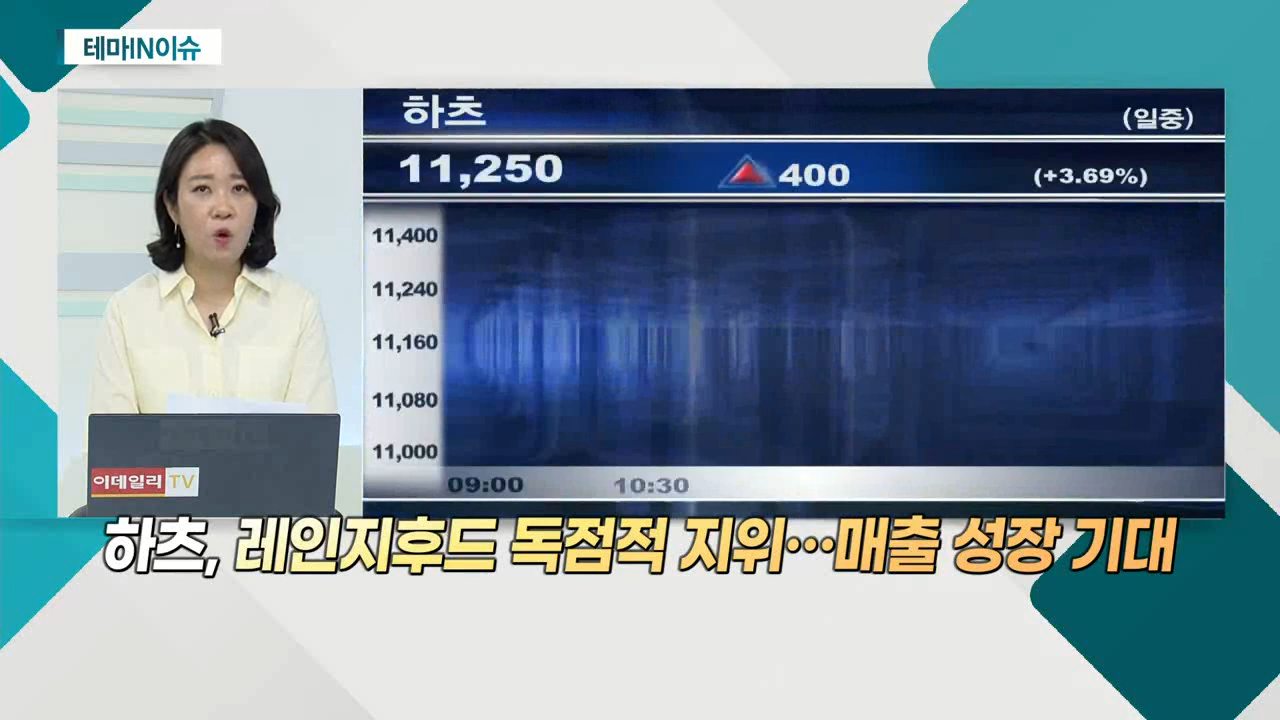 테마IN이슈
하츠
(일중)
11,250
400
(+3.69%)
11,400
11,240
11,160
11,080
11,000
09:00
10:30
이데일리 TV
하츠, 레인지후드 독점적 지위…매출 성장 기대